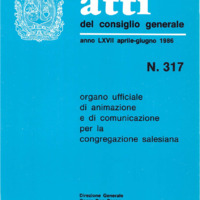 atti
del consiglio generale
anno LXVII aprile-giugno 1986
N. 317
organo ufficiale
di animazione
e di comunicazione
per la
congregazione salesiana
Direzione Generale